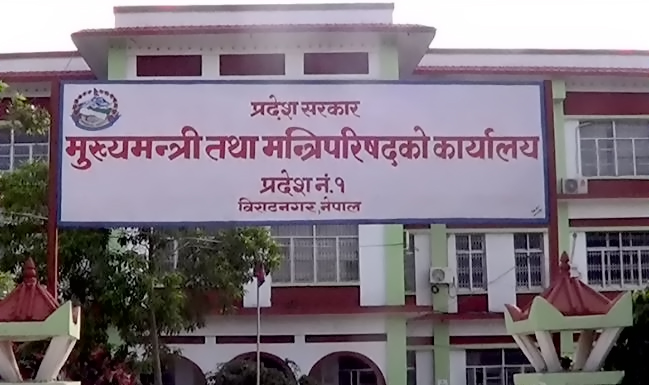 प्रदेश सरकार
मुख्यमन्त्री तथा मन्त्रिपरिषद्को कार्यालय
प्रदेश नं.१
विराटनगर,नेपाल